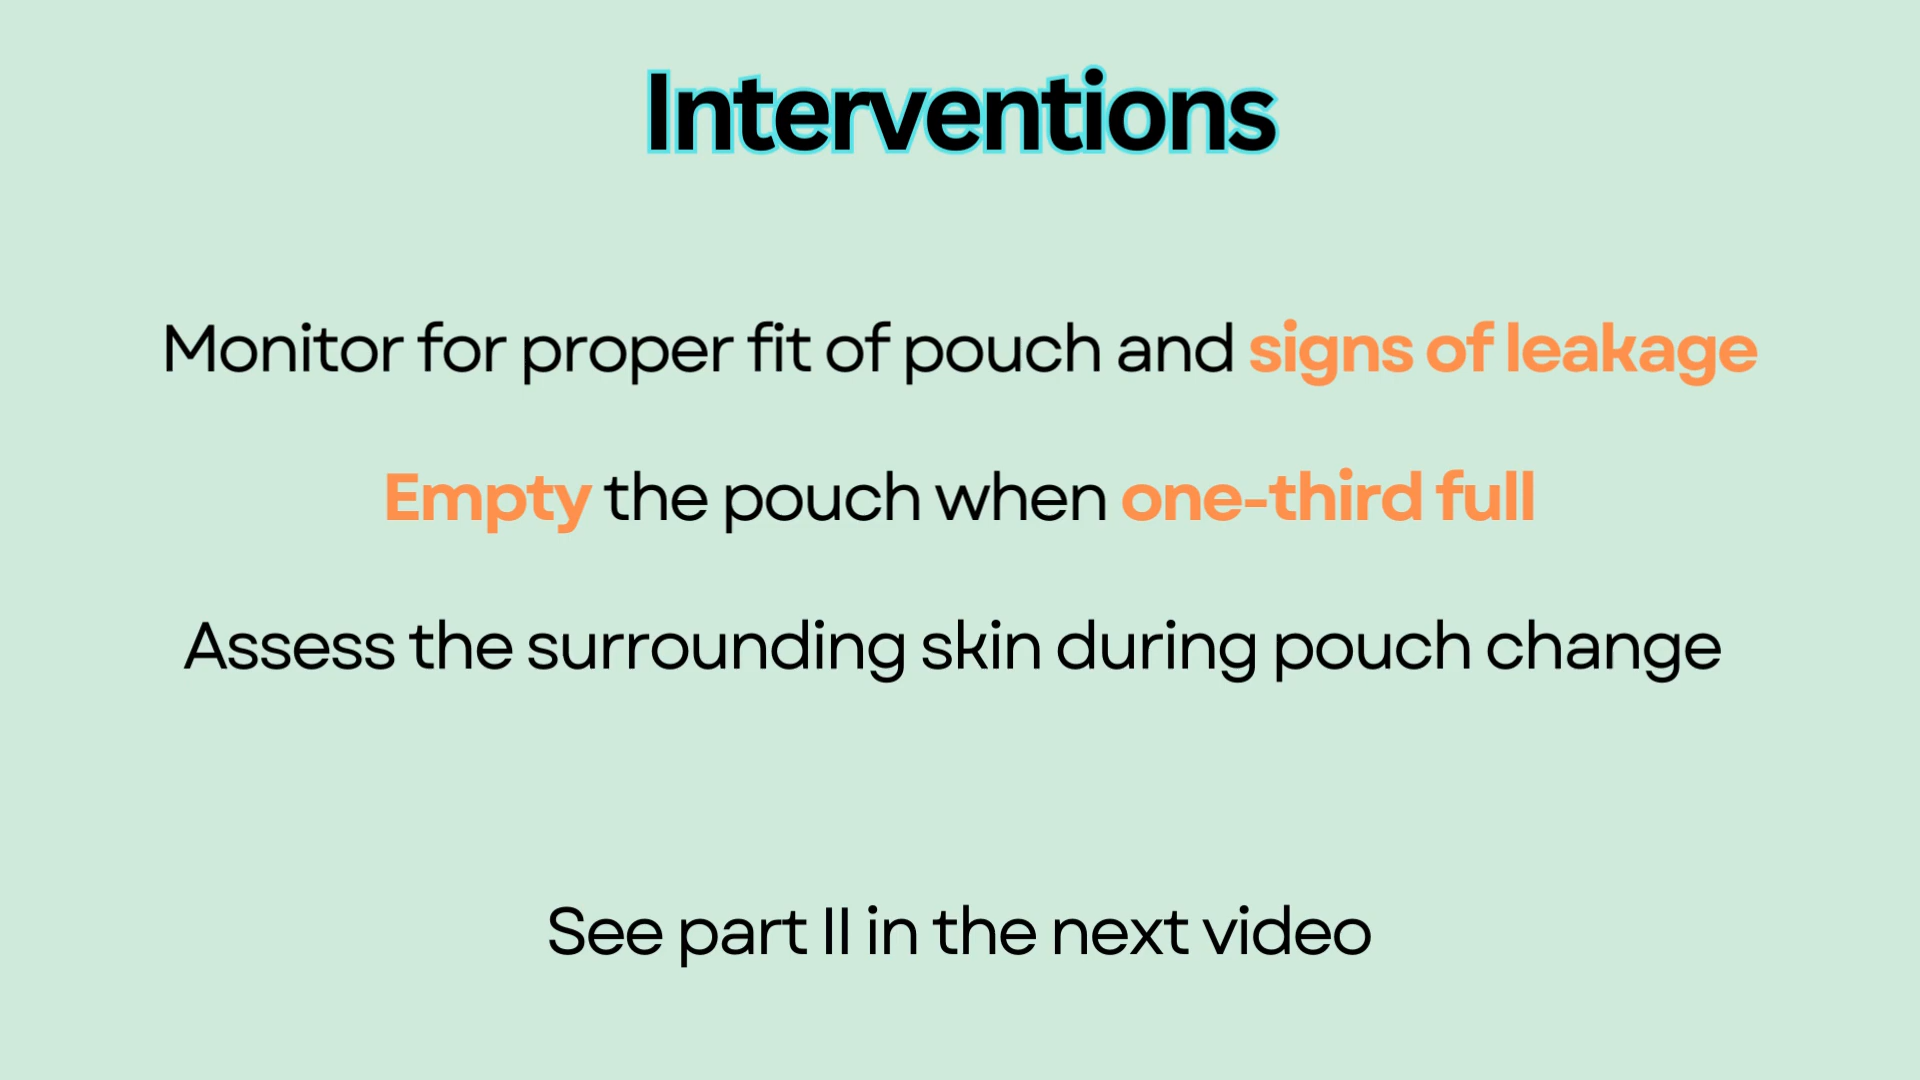 Interventions
Monitor for proper fit of pouch and signs of leakage
Empty the pouch when one-third full
Assess the surrounding skin during pouch change
See part II in the next video